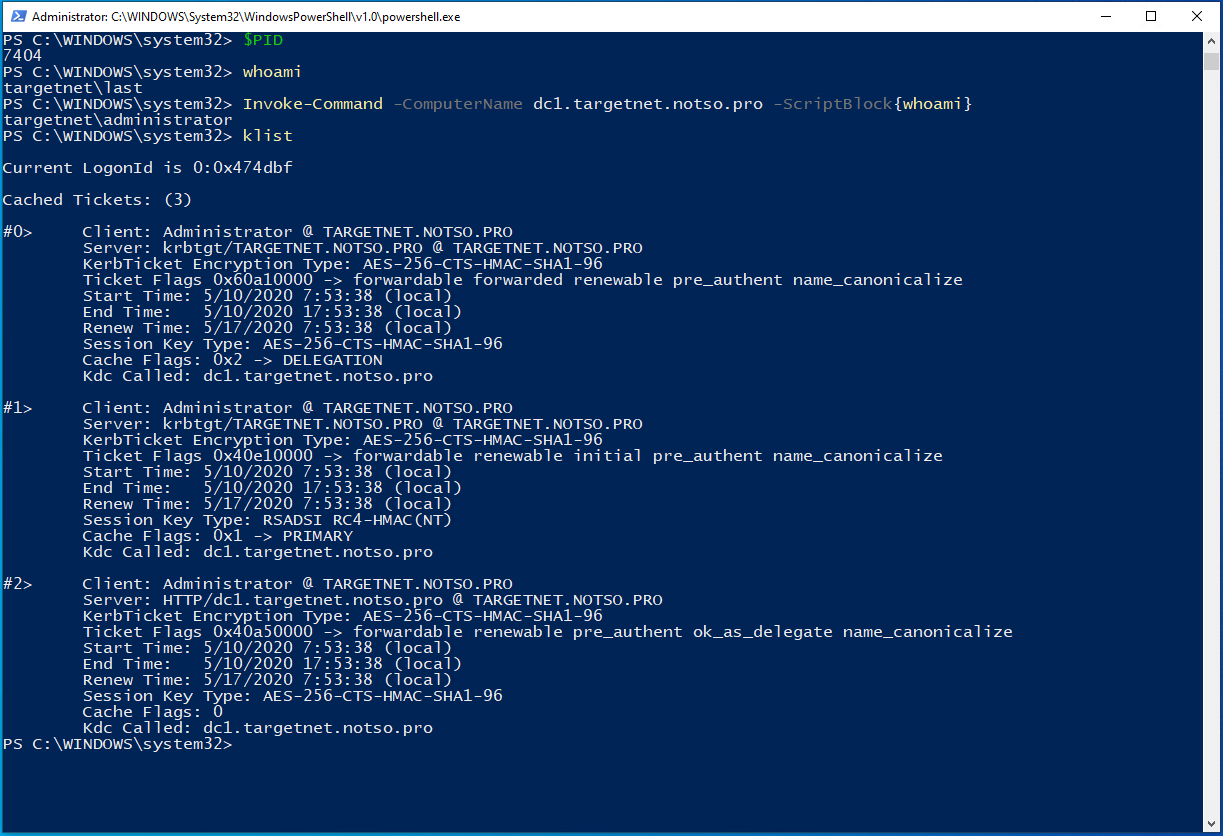 Administrator: C:\WINDOWS\System32\WindowsPowerShell\v1.0\powershell.exe
PS C:\WINDOWS\system32> $PID
7404
PS C:\WINDOWS\system32> whoami
targetnet\last
PS C:\WINDOWS\system32> Invoke-Command -ComputerName dc1.targetnet.notso.pro -ScriptBlock{whoami}
targetnet\administrator
PS C:\WINDOWS\system32> klist
Current LogonId is 0:0x474dbf
Cached Tickets: (3)
#0>     Client: Administrator @ TARGETNET.NOTSO.PRO
        Server: krbtgt/TARGETNET.NOTSO.PRO @ TARGETNET.NOTSO.PRO
        KerbTicket Encryption Type: AES-256-CTS-HMAC-SHA1-96
        Ticket Flags 0x60a10000 -> forwardable forwarded renewable pre_authent name_canonicalize
        Start Time: 5/10/2020 7:53:38 (local)
        End Time:   5/10/2020 17:53:38 (local)
        Renew Time: 5/17/2020 7:53:38 (local)
        Session Key Type: AES-256-CTS-HMAC-SHA1-96
        Cache Flags: 0x2 -> DELEGATION
        Kdc Called: dc1.targetnet.notso.pro
#1>     Client: Administrator @ TARGETNET.NOTSO.PRO
        Server: krbtgt/TARGETNET.NOTSO.PRO @ TARGETNET.NOTSO.PRO
        KerbTicket Encryption Type: AES-256-CTS-HMAC-SHA1-96
        Ticket Flags 0x40e10000 -> forwardable renewable initial pre_authent name_canonicalize
        Start Time: 5/10/2020 7:53:38 (local)
        End Time:   5/10/2020 17:53:38 (local)
        Renew Time: 5/17/2020 7:53:38 (local)
        Session Key Type: RSADSI RC4-HMAC(NT)
        Cache Flags: 0x1 -> PRIMARY
        Kdc Called: dc1.targetnet.notso.pro
#2>     Client: Administrator @ TARGETNET.NOTSO.PRO
        Server: HTTP/dc1.targetnet.notso.pro @ TARGETNET.NOTSO.PRO
        KerbTicket Encryption Type: AES-256-CTS-HMAC-SHA1-96
        Ticket Flags 0x40a50000 -> forwardable renewable pre_authent ok_as_delegate name_canonicalize
        Start Time: 5/10/2020 7:53:38 (local)
        End Time:   5/10/2020 17:53:38 (local)
        Renew Time: 5/17/2020 7:53:38 (local)
        Session Key Type: AES-256-CTS-HMAC-SHA1-96
        Cache Flags: 0
        Kdc Called: dc1.targetnet.notso.pro
PS C:\WINDOWS\system32>